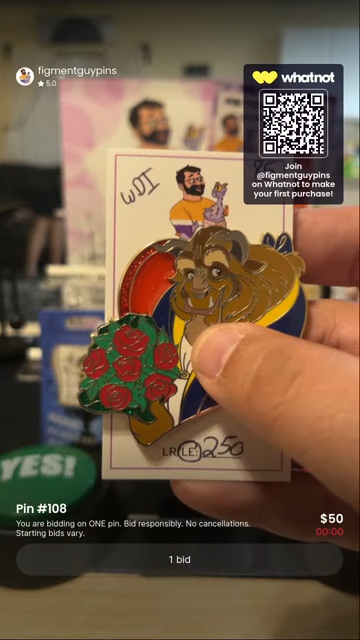 figmentguypins
5.0
whatnot
Join
@figmentguypins
on Whatnot to make
your first purchase!
WDI
LR/LE: 250
YES!
Pin #108
You are bidding on ONE pin. Bid responsibly. No cancellations.
Starting bids vary.
$50
00:00
1 bid